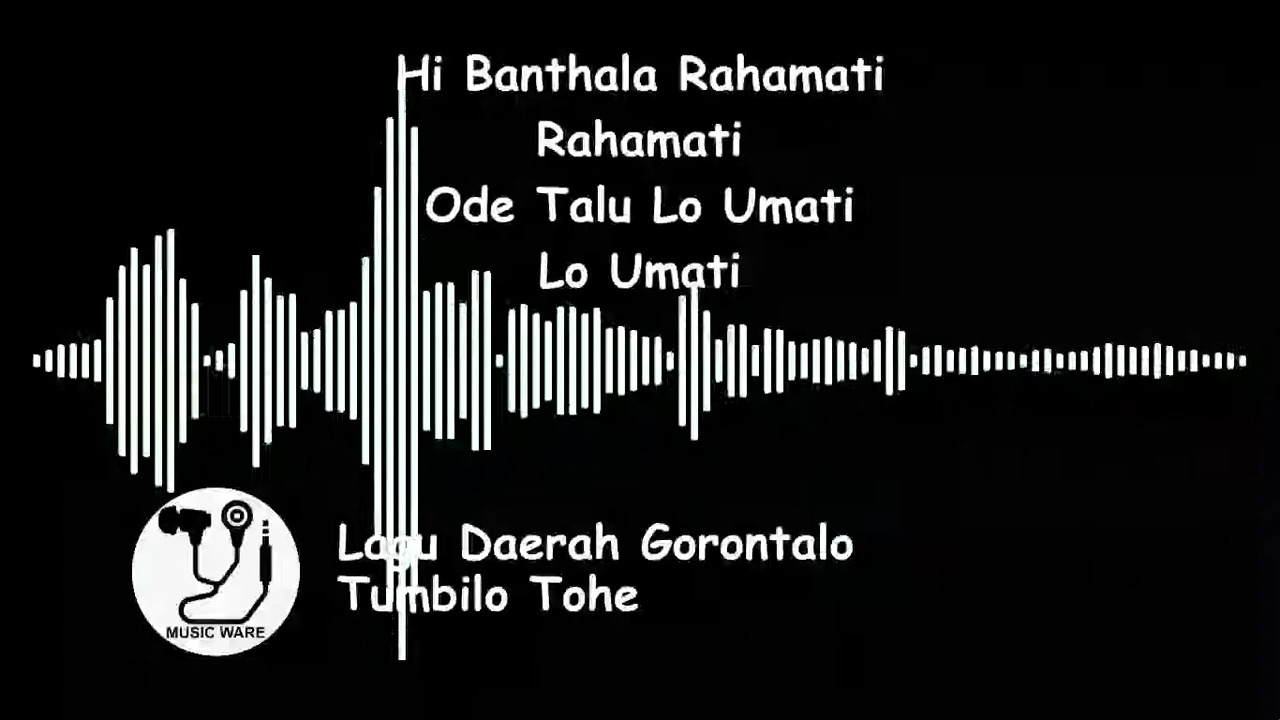 Hi Banthala Rahamati
Rahamati
Ode Talu Lo Umati
Lo Umati
Lagu Daerah Gorontalo
Tumbilo Tohe
MUSIC WARE